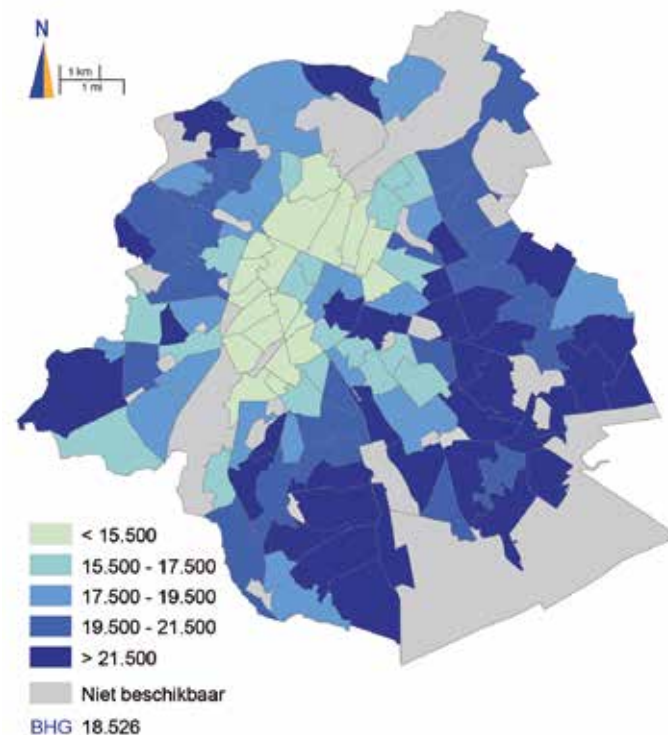 N
1 km
1 mi
< 15.500
15.500 - 17.500
17.500 - 19.500
19.500 - 21.500
> 21.500
Niet beschikbaar
BHG 18.526